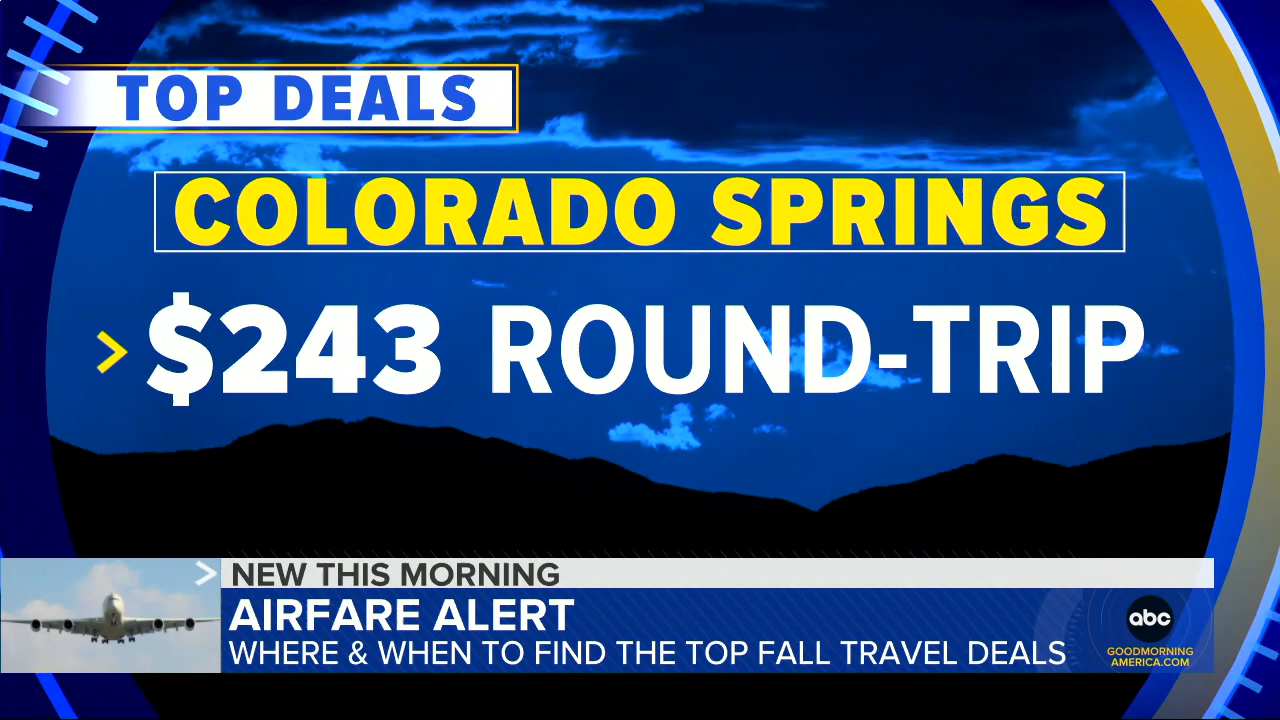 TOP DEALS
COLORADO SPRINGS
> $243 ROUND-TRIP
> NEW THIS MORNING
AIRFARE ALERT
WHERE & WHEN TO FIND THE TOP FALL TRAVEL DEALS
abc
GOODMORNING
AMERICA.COM